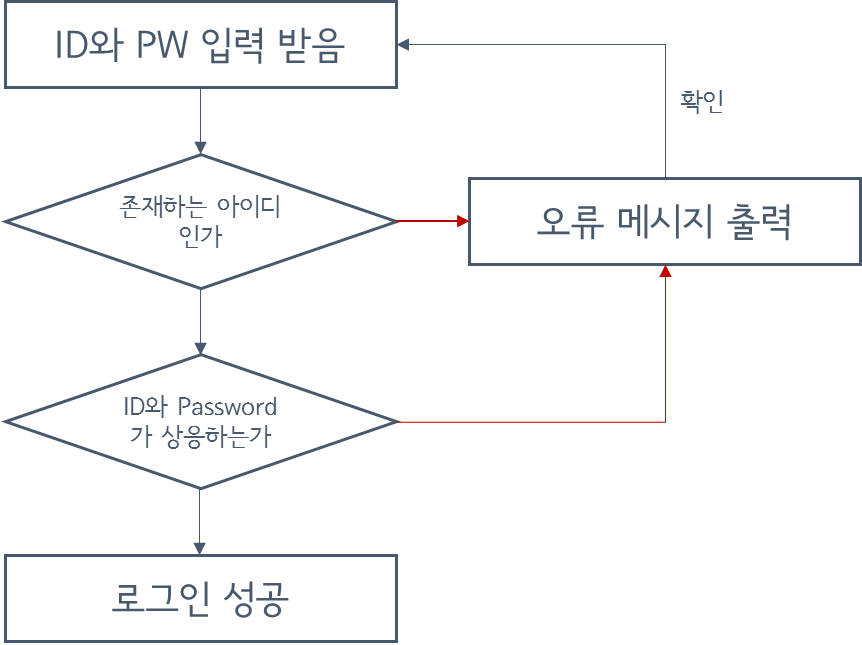 ID와 PW 입력 받음
확인
존재하는 아이디
인가
오류 메시지 출력
ID와 Password
가 상응하는가
로그인 성공